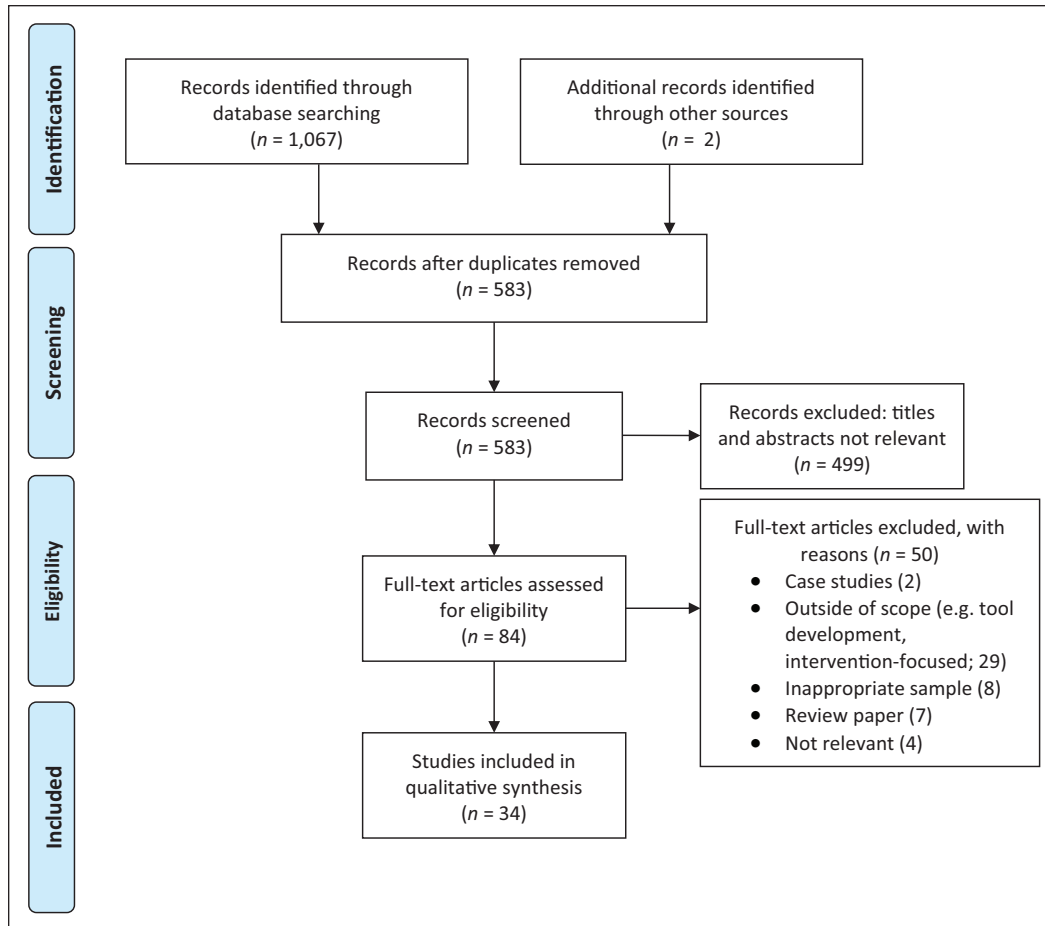 Identification
Records identified through
database searching
(n = 1,067)
Additional records identified
through other sources
(n = 2)
Screening
Records after duplicates removed
(n = 583)
Records screened
(n = 583)
Records excluded: titles
and abstracts not relevant
(n = 499)
Eligibility
Full-text articles assessed
for eligibility
(n = 84)
Full-text articles excluded, with
reasons (n = 50)
● Case studies (2)
● Outside of scope (e.g. tool
development,
intervention-focused; 29)
● Inappropriate sample (8)
● Review paper (7)
● Not relevant (4)
Included
Studies included in
qualitative synthesis
(n = 34)